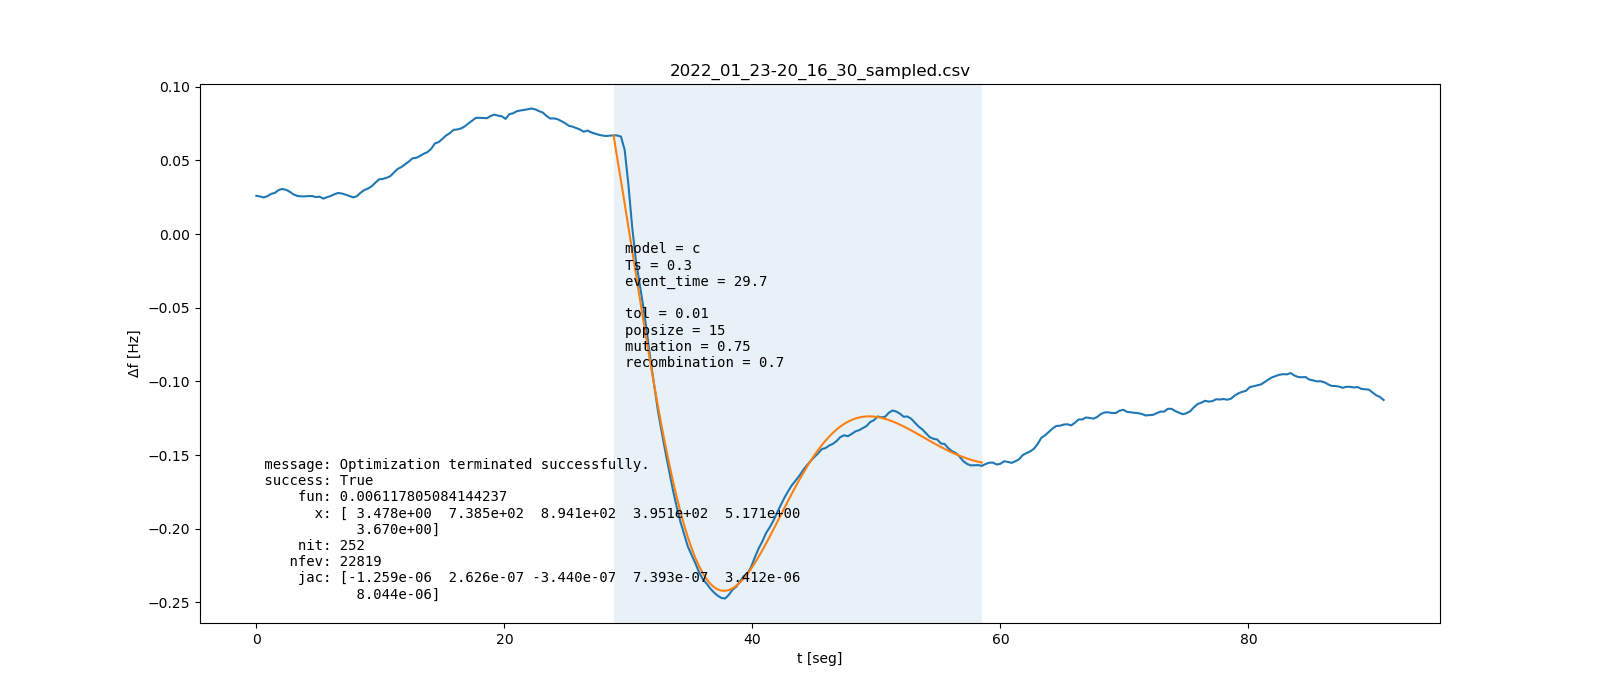 2022_01_23-20_16_30_sampled.csv
0.10
0.05
0.00
−0.05
−0.10
−0.15
−0.20
−0.25
Δf [Hz]
model = c
Ts = 0.3
event_time = 29.7
tol = 0.01
popsize = 15
mutation = 0.75
recombination = 0.7
message: Optimization terminated successfully.
success: True
fun: 0.006117805084144237
x: [ 3.478e+00  7.385e+02  8.941e+02  3.951e+02  5.171e+00
3.670e+00]
nit: 252
nfev: 22819
jac: [-1.259e-06  2.626e-07 -3.440e-07  7.393e-07  3.412e-06
8.044e-06]
0 20 40 60 80
t [seg]